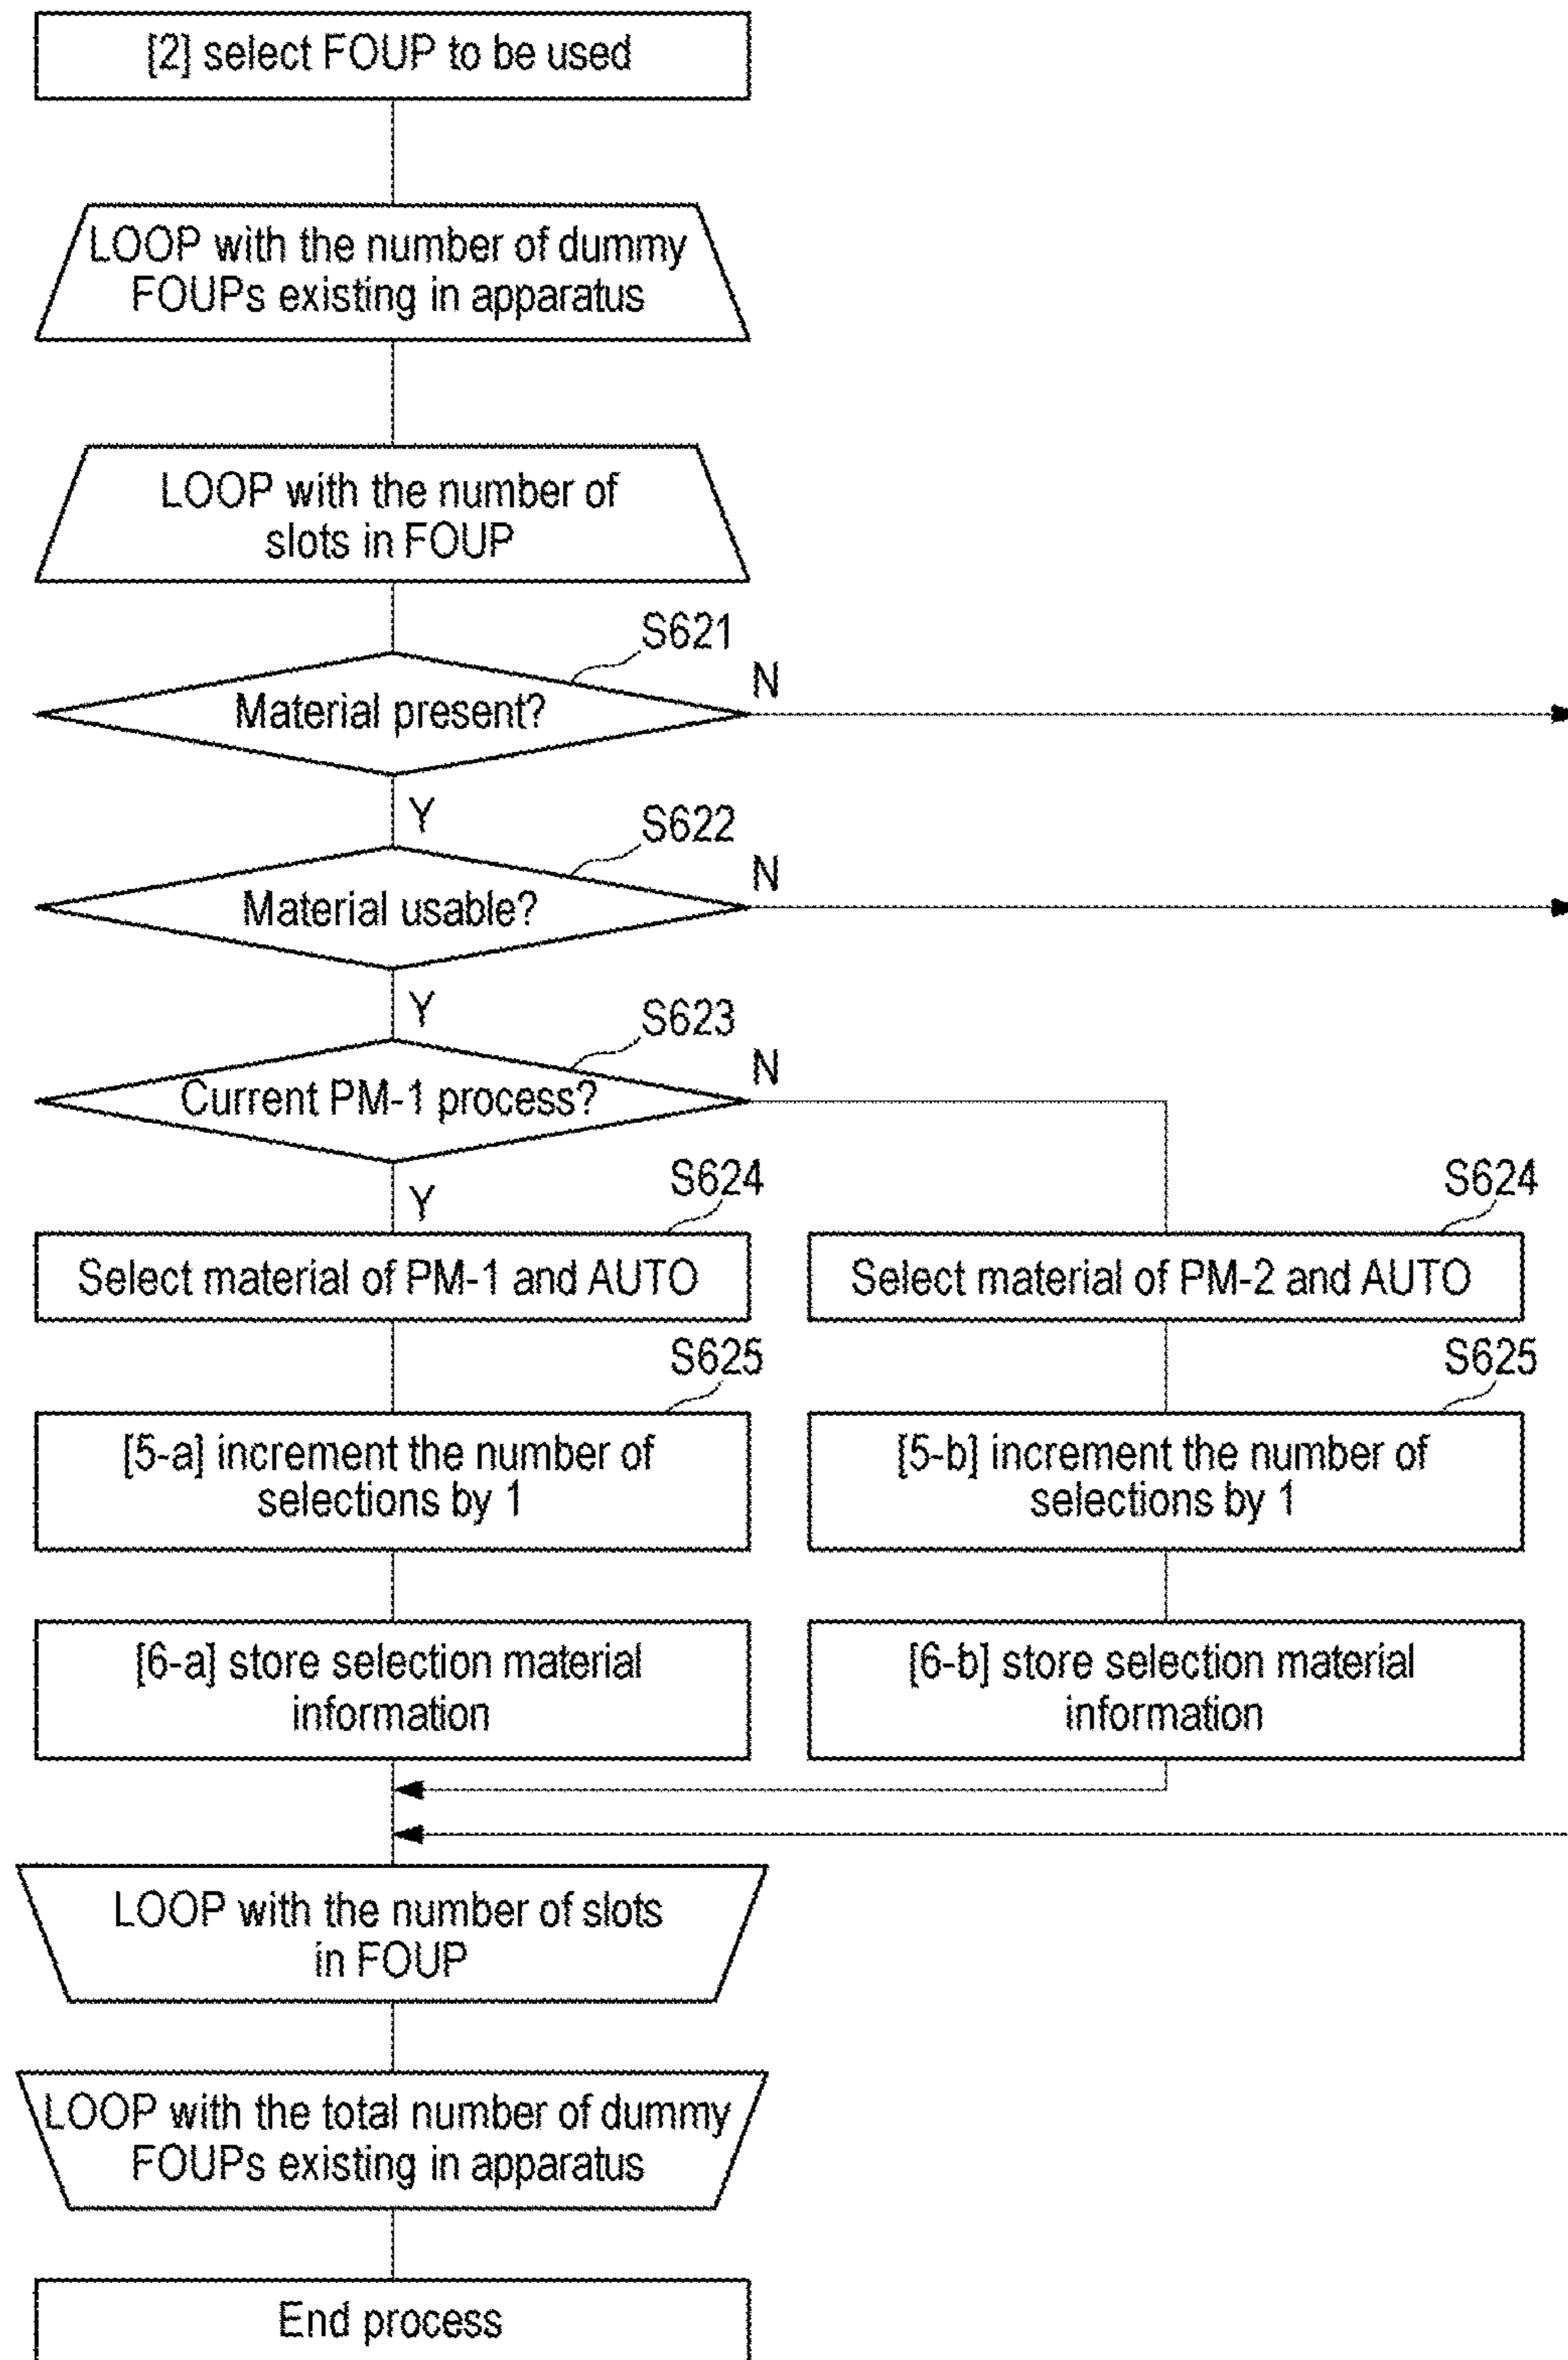 [2] select FOUP to be used
LOOP with the number of dummy
FOUPs existing in apparatus
LOOP with the number of
slots in FOUP
S621
Material present?
N
Y
S622
Material usable?
N
Y
S623
Current PM-1 process?
N
Y
S624
Select material of PM-1 and AUTO
S624
Select material of PM-2 and AUTO
S625
[5-a] increment the number of
selections by 1
S625
[5-b] increment the number of
selections by 1
[6-a] store selection material
information
[6-b] store selection material
information
LOOP with the number of slots
in FOUP
LOOP with the total number of dummy
FOUPs existing in apparatus
End process